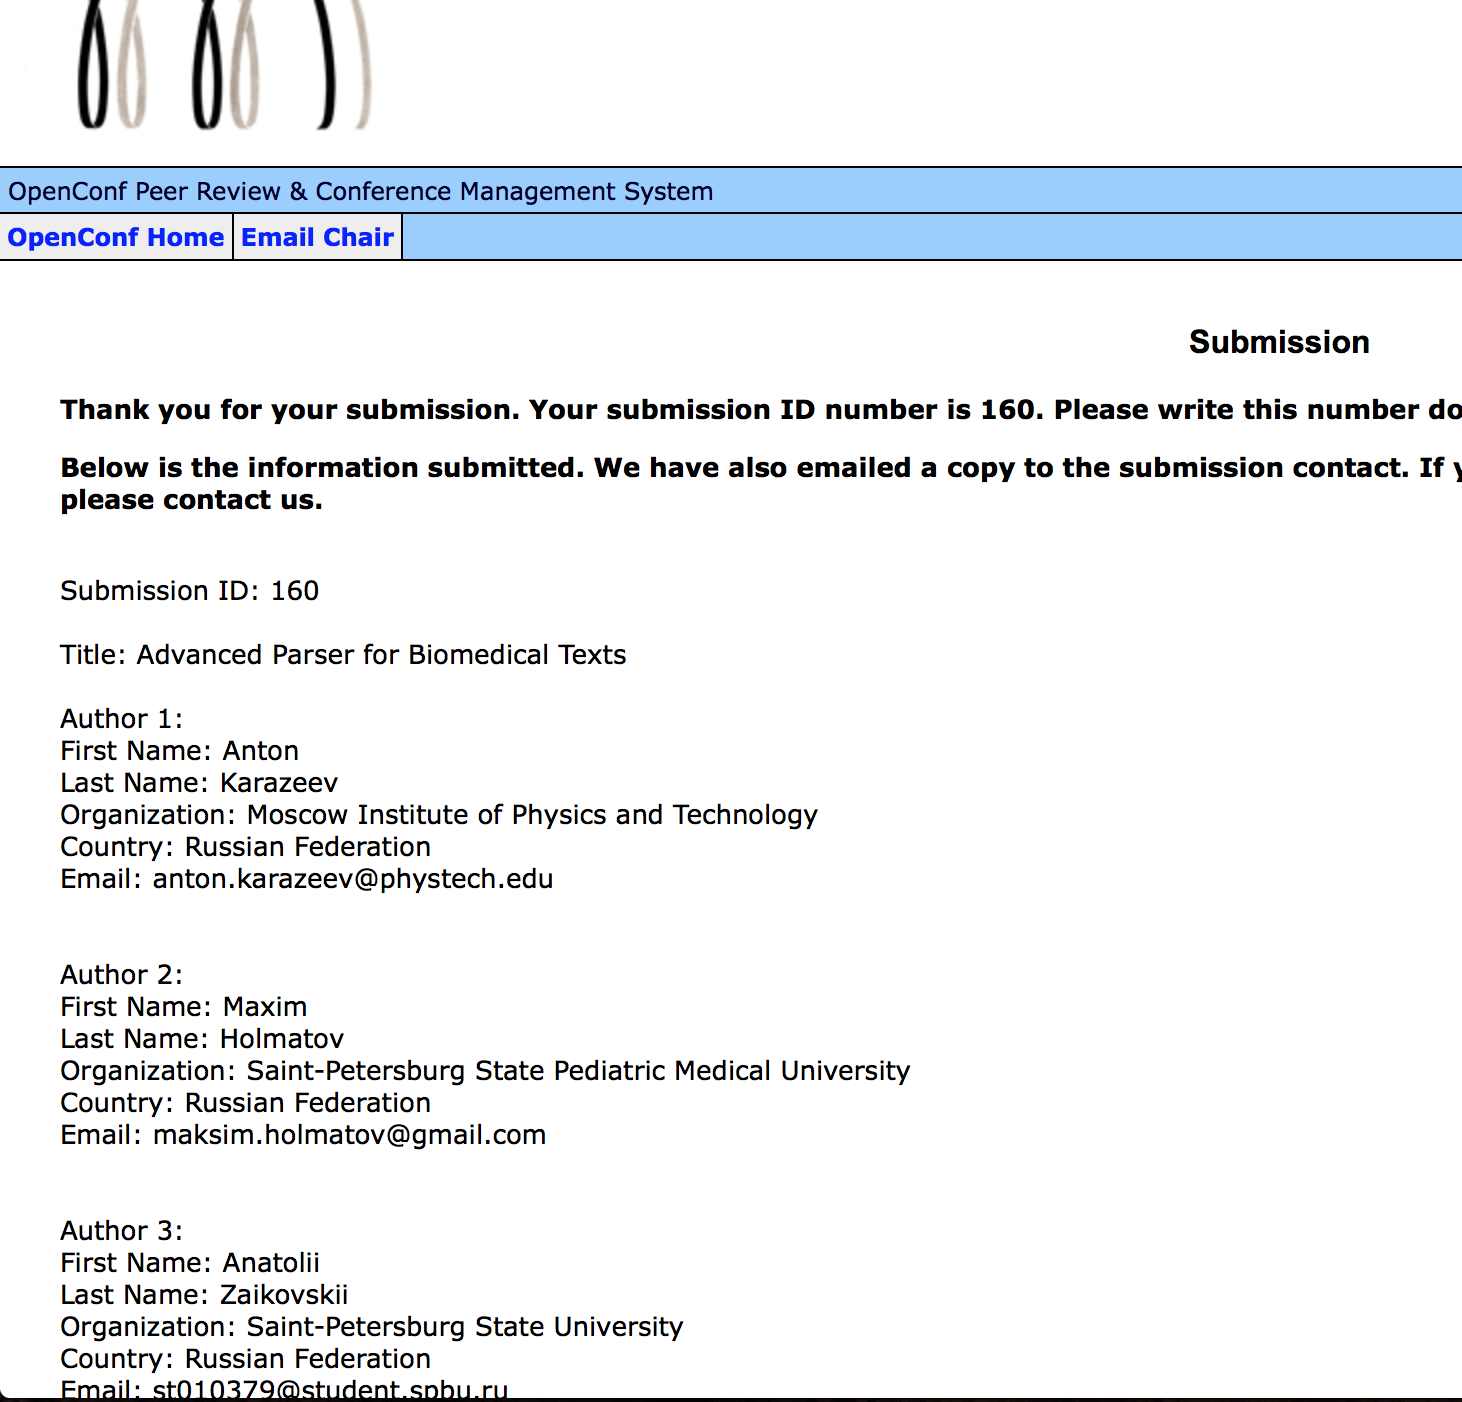 OpenConf Peer Review & Conference Management System
OpenConf Home Email Chair
Submission
Thank you for your submission. Your submission ID number is 160. Please write this number
Below is the information submitted. We have also emailed a copy to the submission contact. If
please contact us.
Submission ID: 160
Title: Advanced Parser for Biomedical Texts
Author 1:
First Name: Anton
Last Name: Karazeev
Organization: Moscow Institute of Physics and Technology
Country: Russian Federation
Email: anton.karazeev@phystech.edu
Author 2:
First Name: Maxim
Last Name: Holmatov
Organization: Saint-Petersburg State Pediatric Medical University
Country: Russian Federation
Email: maksim.holmatov@gmail.com
Author 3:
First Name: Anatolii
Last Name: Zaikovskii
Organization: Saint-Petersburg State University
Country: Russian Federation
Email: st010379@student.spbu.ru